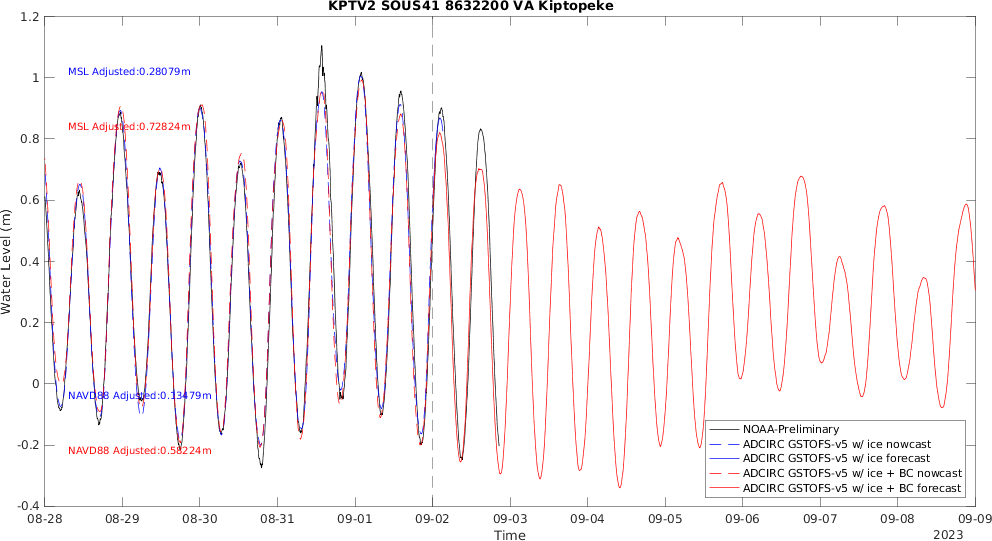 KPTV2 SOUS41 8632200 VA Kiptopeke
1.2
1
0.8
0.6
0.4
0.2
0
-0.2
-0.4
Water Level (m)
MSL Adjusted:0.28079m
MSL Adjusted:0.72824m
NAVD88 Adjusted:0.13479m
NAVD88 Adjusted:0.58224m
NOAA-Preliminary
ADCIRC GSTOFS-v5 w/ ice nowcast
ADCIRC GSTOFS-v5 w/ ice forecast
ADCIRC GSTOFS-v5 w/ ice + BC nowcast
ADCIRC GSTOFS-v5 w/ ice + BC forecast
08-28 08-29 08-30 08-31 09-01 09-02 09-03 09-04 09-05 09-06 09-07 09-08 09-09
Time
2023